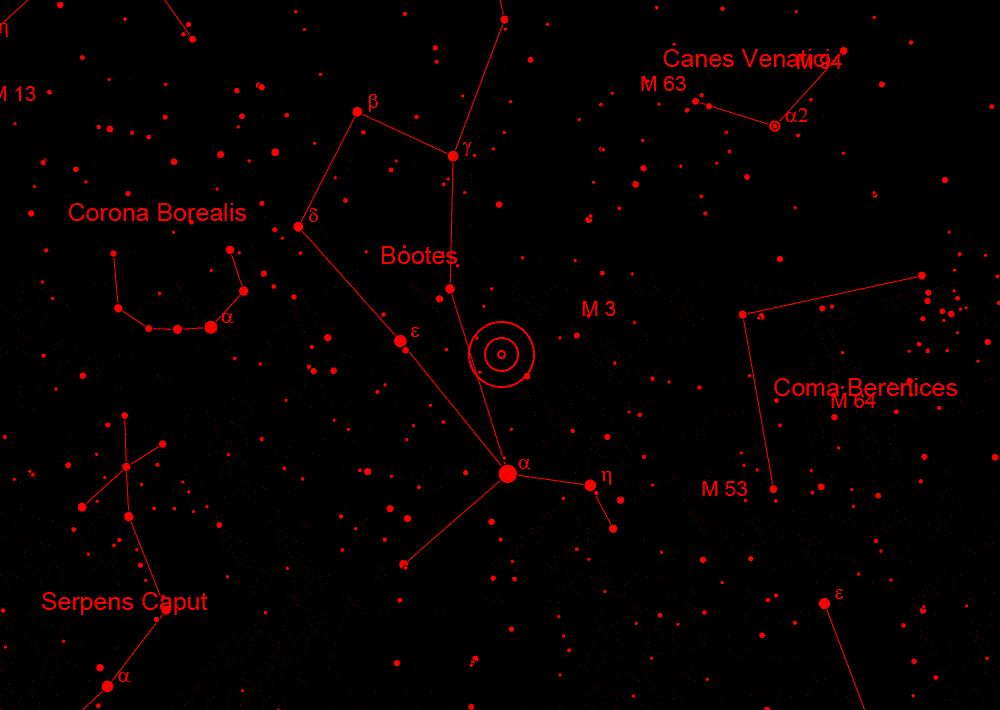 η
Canes Venatici
M 94
M 63
M 13
β
α2
γ
Corona Borealis
δ
Bootes
M 3
α
ε
Coma Berenices
M 64
α
η
M 53
Serpens Caput
ε
α